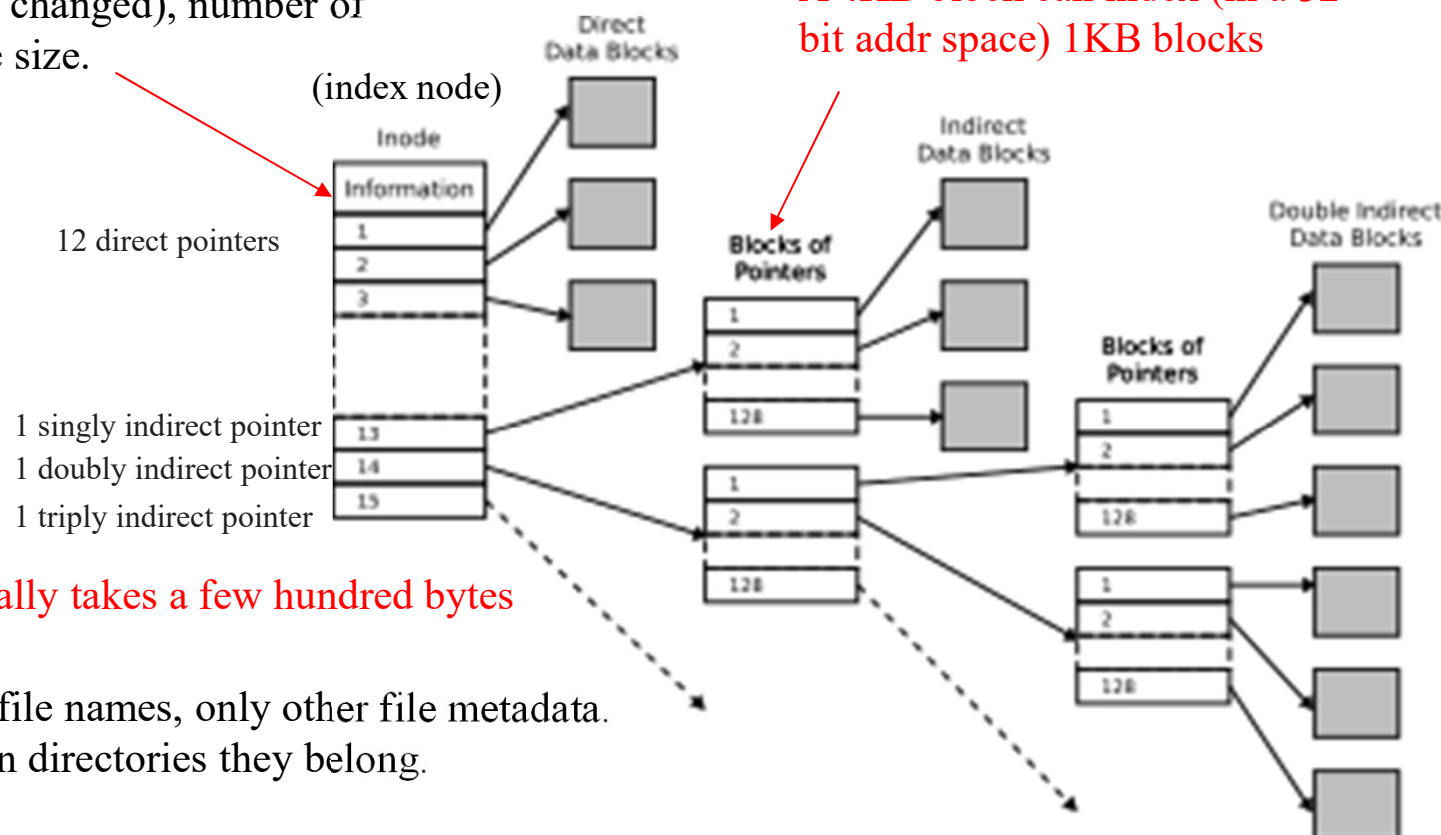 changed), number of
size.
(index node)
Direct
Data Blocks
bit addr space) 1KB blocks
Inode
Information
1
2
3
13
14
15
12 direct pointers
1 singly indirect pointer
1 doubly indirect pointer
1 triply indirect pointer
Blocks of
Pointers
1
2
128
1
2
128
Indirect
Data Blocks
Blocks of
Pointers
1
2
128
1
2
128
Double Indirect
Data Blocks
ally takes a few hundred bytes
file names, only other file metadata.
n directories they belong.